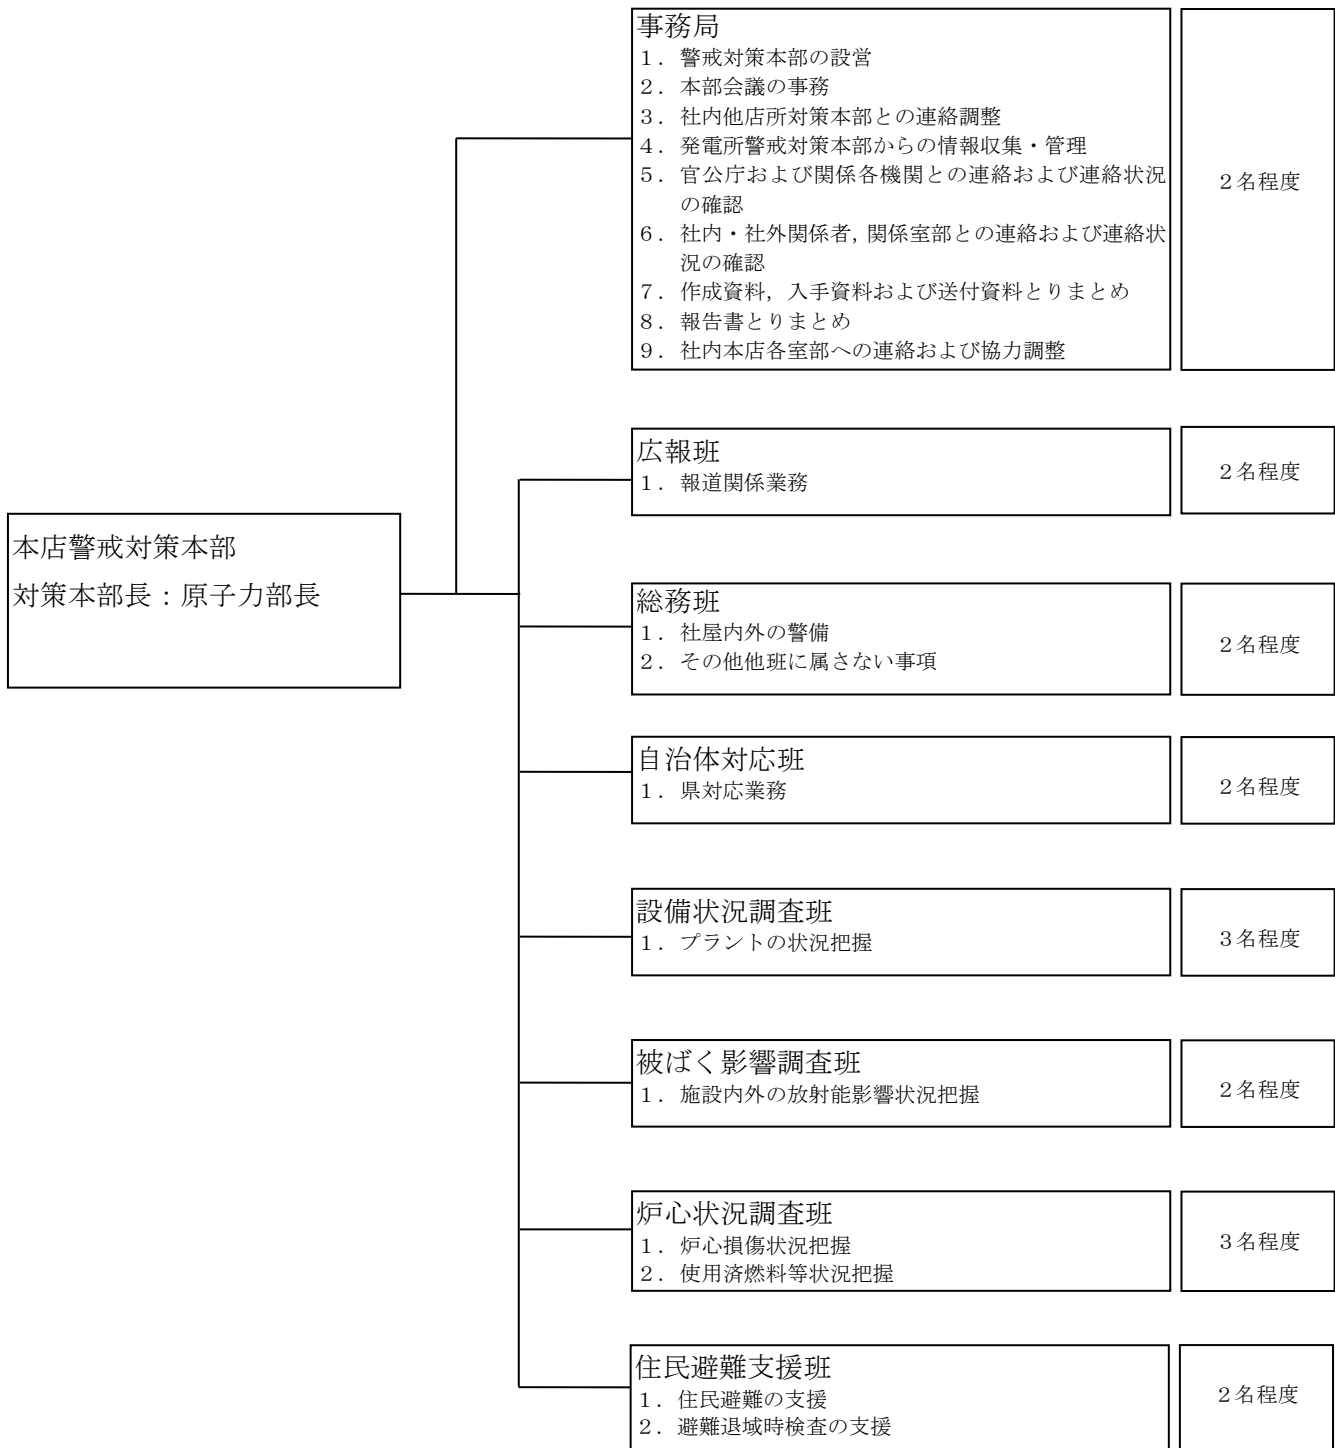 事務局
１．警戒対策本部の設営
２．本部会議の事務
３．社内他店所対策本部との連絡調整
４．発電所警戒対策本部からの情報収集・管理
５．官公庁および関係各機関との連絡および連絡状況
の確認
６．社内・社外関係者，関係室部との連絡および連絡状
況の確認
７．作成資料，入手資料および送付資料とりまとめ
８．報告書とりまとめ
９．社内本店各室部への連絡および協力調整
２名程度
広報班
１．報道関係業務
２名程度
本店警戒対策本部
対策本部長：原子力部長
総務班
１．社屋内外の警備
２．その他他班に属さない事項
２名程度
自治体対応班
１．県対応業務
２名程度
設備状況調査班
１．プラントの状況把握
３名程度
被ばく影響調査班
１．施設内外の放射能影響状況把握
２名程度
炉心状況調査班
１．炉心損傷状況把握
２．使用済燃料等状況把握
３名程度
住民避難支援班
１．住民避難の支援
２．避難退域時検査の支援
２名程度